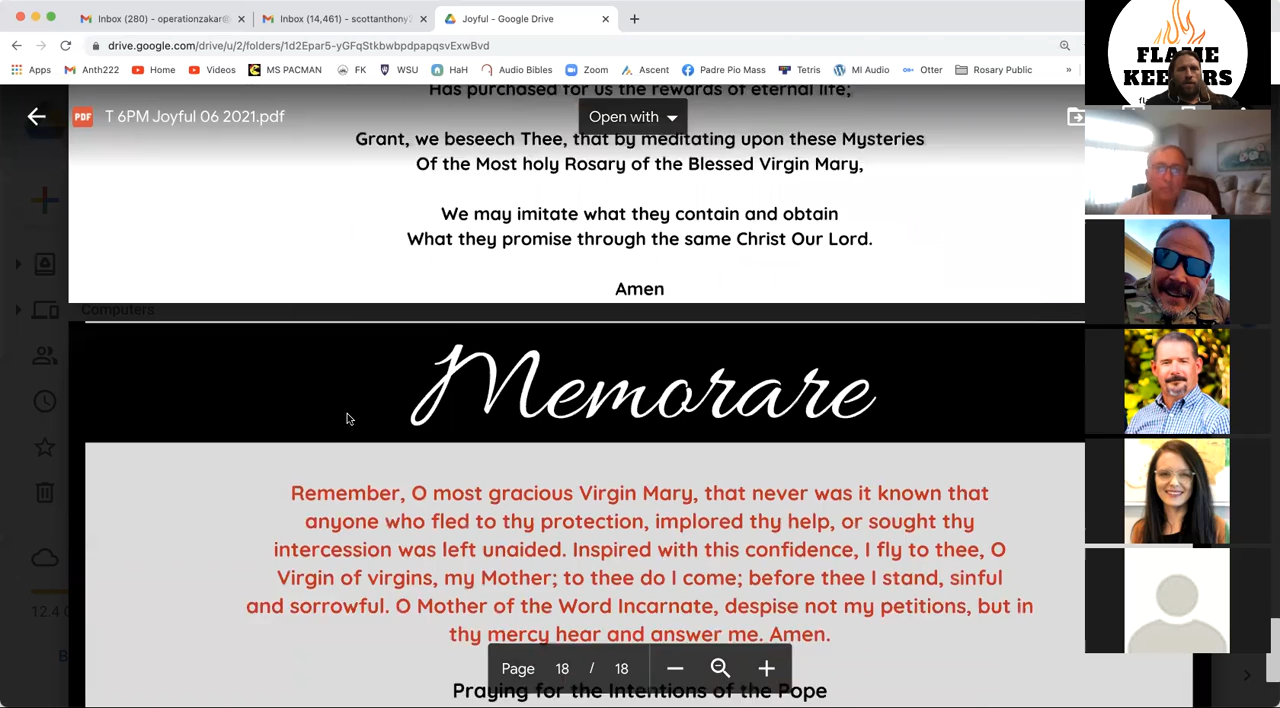 Inbox (280) - operationzakar@
Inbox (14,461) - scottanthony
Joyful - Google Drive
drive.google.com/drive/u/2/folders/1d2Epar5-yGFqStkbwbpdpapqsvExwBvd
Apps
Anth222
Home
Videos
MS PACMAN
FK
WSU
Audio Bibles
Zoom
Ascent
Padre Pio Mass
Tetris
MI Audio
Otter
Rosary Public
»
FLAME
KEEPERS
PDF
T 6PM Joyful 06 2021.pdf
Open with
Has purchased for us the rewards of eternal life;
Grant, we beseech Thee, that by meditating upon these Mysteries
Of the Most holy Rosary of the Blessed Virgin Mary,
We may imitate what they contain and obtain
What they promise through the same Christ Our Lord.
Amen
Computers
Memorare
Remember, O most gracious Virgin Mary, that never was it known that
anyone who fled to thy protection, implored thy help, or sought thy
intercession was left unaided. Inspired with this confidence, I fly to thee, O
Virgin of virgins, my Mother; to thee do I come; before thee I stand, sinful
and sorrowful. O Mother of the Word Incarnate, despise not my petitions, but in
thy mercy hear and answer me. Amen.
12.4
Page 18 / 18
Praying for the Intentions of the Pope